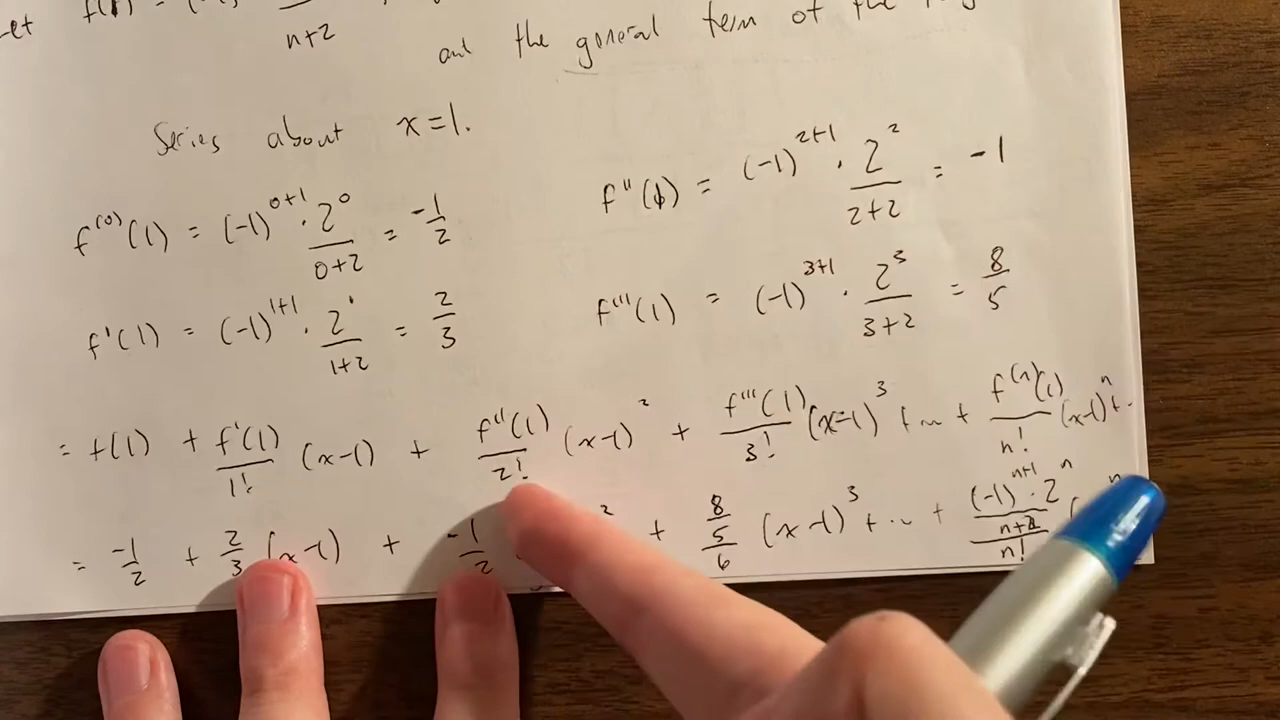 n+2
and the general term of the
Series about x=1.
f^(0)(1) = (-1)^(0+1) · 2^0/(0+2) = -1/2
f''(1) = (-1)^(2+1) · 2^2/(2+2) = -1
f'(1) = (-1)^(1+1) · 2^1/(1+2) = 2/3
f'''(1) = (-1)^(3+1) · 2^3/(3+2) = 8/5
= f(1) + f'(1)/1! (x-1) + f''(1)/2! (x-1)^2 + f'''(1)/3! (x-1)^3 + ... + f^(n)(1)/n! (x-1)^n + ..
= -1/2 + 2/3 (x-1) + -1/2 ^2 + 8/5/6 (x-1)^3 + ... + (-1)^(n+1) · 2^n/(n+2)/n! ( ^n